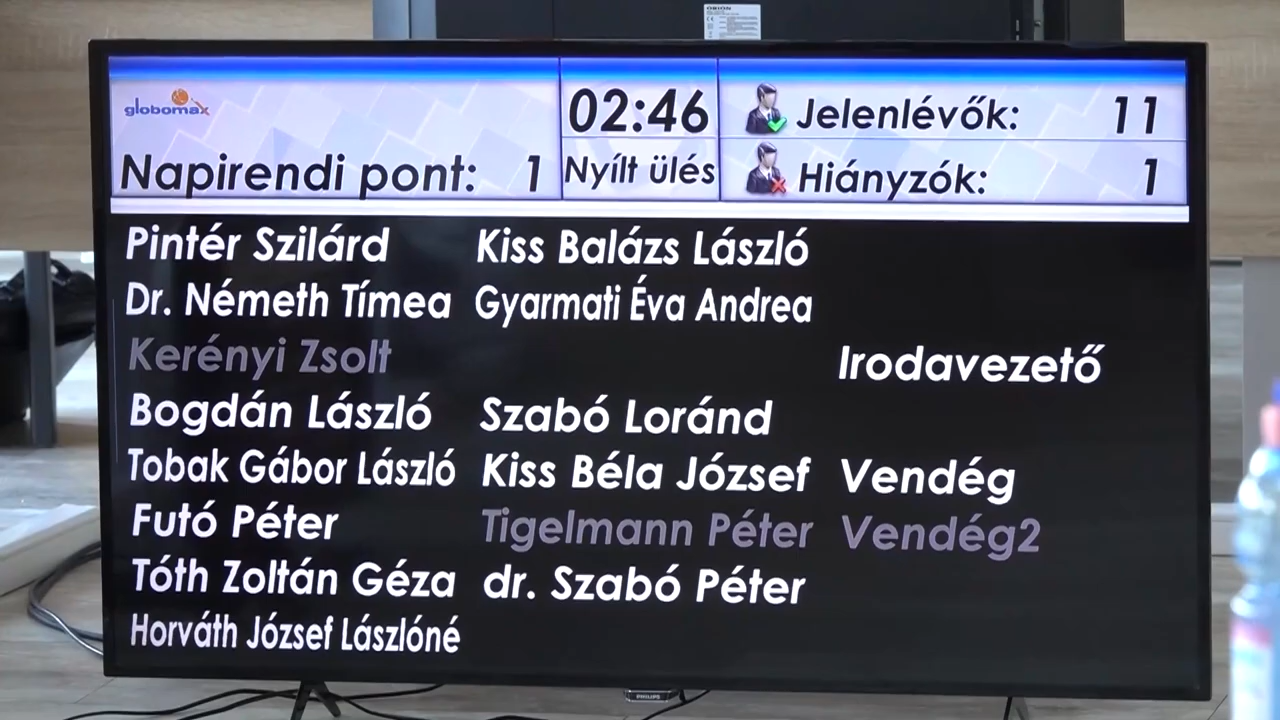 ORION
globomax
Napirendi pont: 1
02:46
Nyílt ülés
Jelenlévők: 11
Hiányzók: 1
Pintér Szilárd
Dr. Németh Tímea
Kerényi Zsolt
Bogdán László
Tobak Gábor László
Futó Péter
Tóth Zoltán Géza
Horváth József Lászlóné
Kiss Balázs László
Gyarmati Éva Andrea
Szabó Loránd
Kiss Béla József
Tigelmann Péter
dr. Szabó Péter
Irodavezető
Vendég
Vendég2
PHILIPS